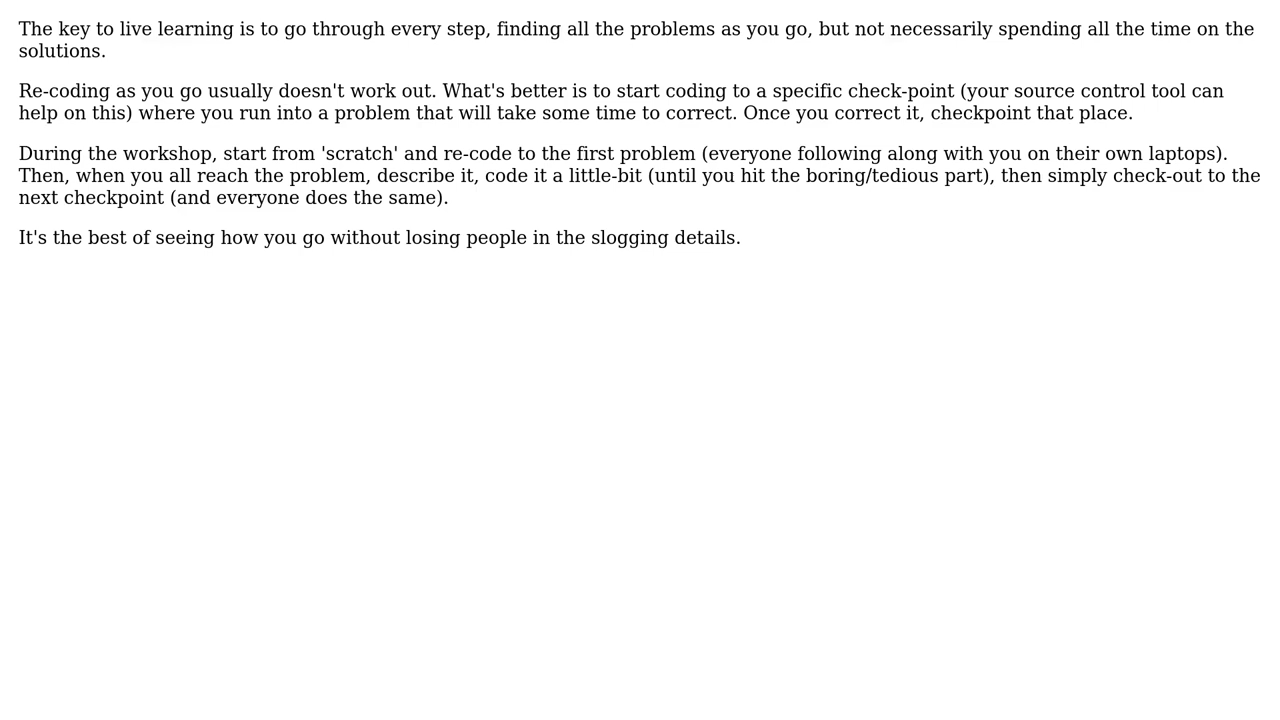 The key to live learning is to go through every step, finding all the problems as you go, but not necessarily spending all the time on the
solutions.
Re-coding as you go usually doesn't work out. What's better is to start coding to a specific check-point (your source control tool can
help on this) where you run into a problem that will take some time to correct. Once you correct it, checkpoint that place.
During the workshop, start from 'scratch' and re-code to the first problem (everyone following along with you on their own laptops).
Then, when you all reach the problem, describe it, code it a little-bit (until you hit the boring/tedious part), then simply check-out to the
next checkpoint (and everyone does the same).
It's the best of seeing how you go without losing people in the slogging details.